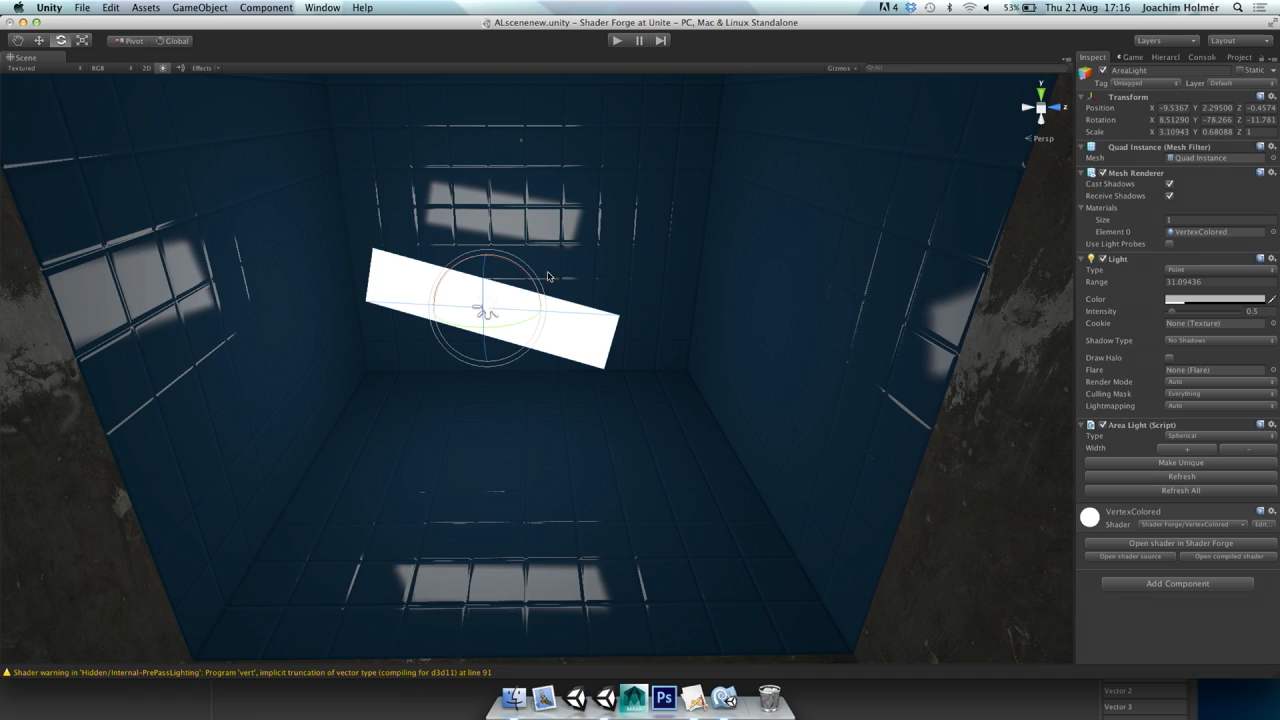 Unity File Edit Assets GameObject Component Window Help 4 53% Thu 21 Aug 17:16 Joachim Holmér
ALscenenew.unity - Shader Forge at Unite - PC, Mac & Linux Standalone
Pivot Global Layers Layout
Scene Inspect Game Hierarcl Consol Project
Textured RGB 2D Effects Gizmos All
AreaLight Static
Tag Untagged Layer Default
Transform
Position X -9.5367 Y 2.29500 Z -0.4574
Rotation X 8.51290 Y -78.266 Z -11.781
Scale X 3.10943 Y 0.68088 Z 1
y
z
Persp
Quad Instance (Mesh Filter)
Mesh Quad Instance
Mesh Renderer
Cast Shadows
Receive Shadows
Materials
Size 1
Element 0 VertexColored
Use Light Probes
Light
Type Point
Range 31.09436
Color
Intensity 0.5
Cookie None (Texture)
Shadow Type No Shadows
Draw Halo
Flare None (Flare)
Render Mode Auto
Culling Mask Everything
Lightmapping Auto
Area Light (Script)
Type Spherical
Width + -
Make Unique
Refresh
Refresh All
VertexColored
Shader Shader Forge/VertexColored Edit...
Open shader in Shader Forge
Open shader source Open compiled shader
Add Component
Shader warning in 'Hidden/Internal-PrePassLighting': Program 'vert', implicit truncation of vector type (compiling for d3d11) at line 91
Ps
Vector 2
Vector 3